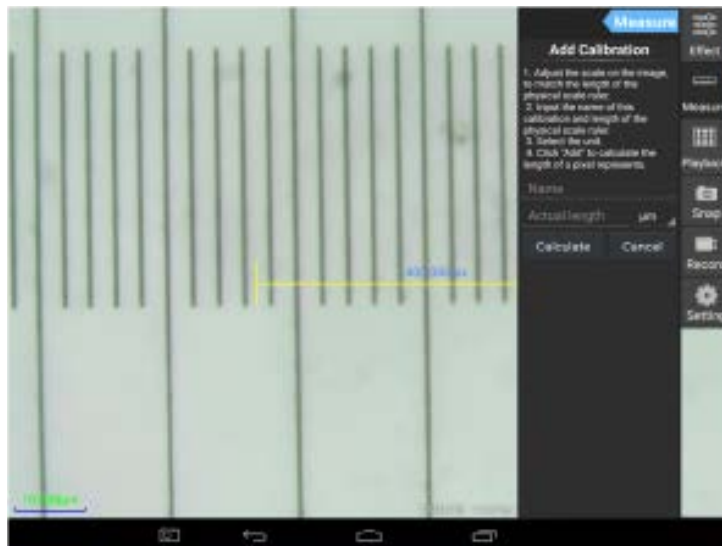 Measure
Add Calibration
1. Adjust the scale on the image,
to match the length of the
physical scale ruler.
2. Input the name of this
calibration and length of the
physical scale ruler.
3. Select the unit.
4. Click "Add" to calculate the
length of a pixel represents.
Name
Actual length μm
Calculate Cancel
Effect
Measure
Playback
Snap
Record
Setting